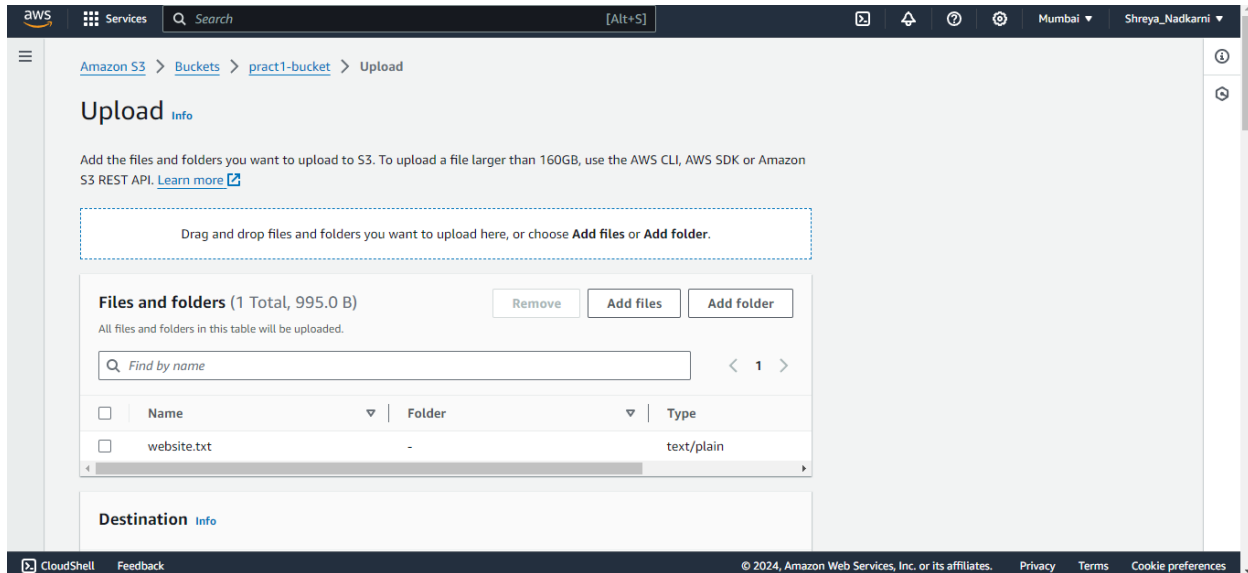 aws Services Search [Alt+S] Mumbai Shreya_Nadkarni
Amazon S3 > Buckets > pract1-bucket > Upload
Upload Info
Add the files and folders you want to upload to S3. To upload a file larger than 160GB, use the AWS CLI, AWS SDK or Amazon
S3 REST API. Learn more
Drag and drop files and folders you want to upload here, or choose Add files or Add folder.
Files and folders (1 Total, 995.0 B) Remove Add files Add folder
All files and folders in this table will be uploaded.
Find by name < 1 >
Name Folder Type
website.txt - text/plain
Destination Info
CloudShell Feedback © 2024, Amazon Web Services, Inc. or its affiliates. Privacy Terms Cookie preferences